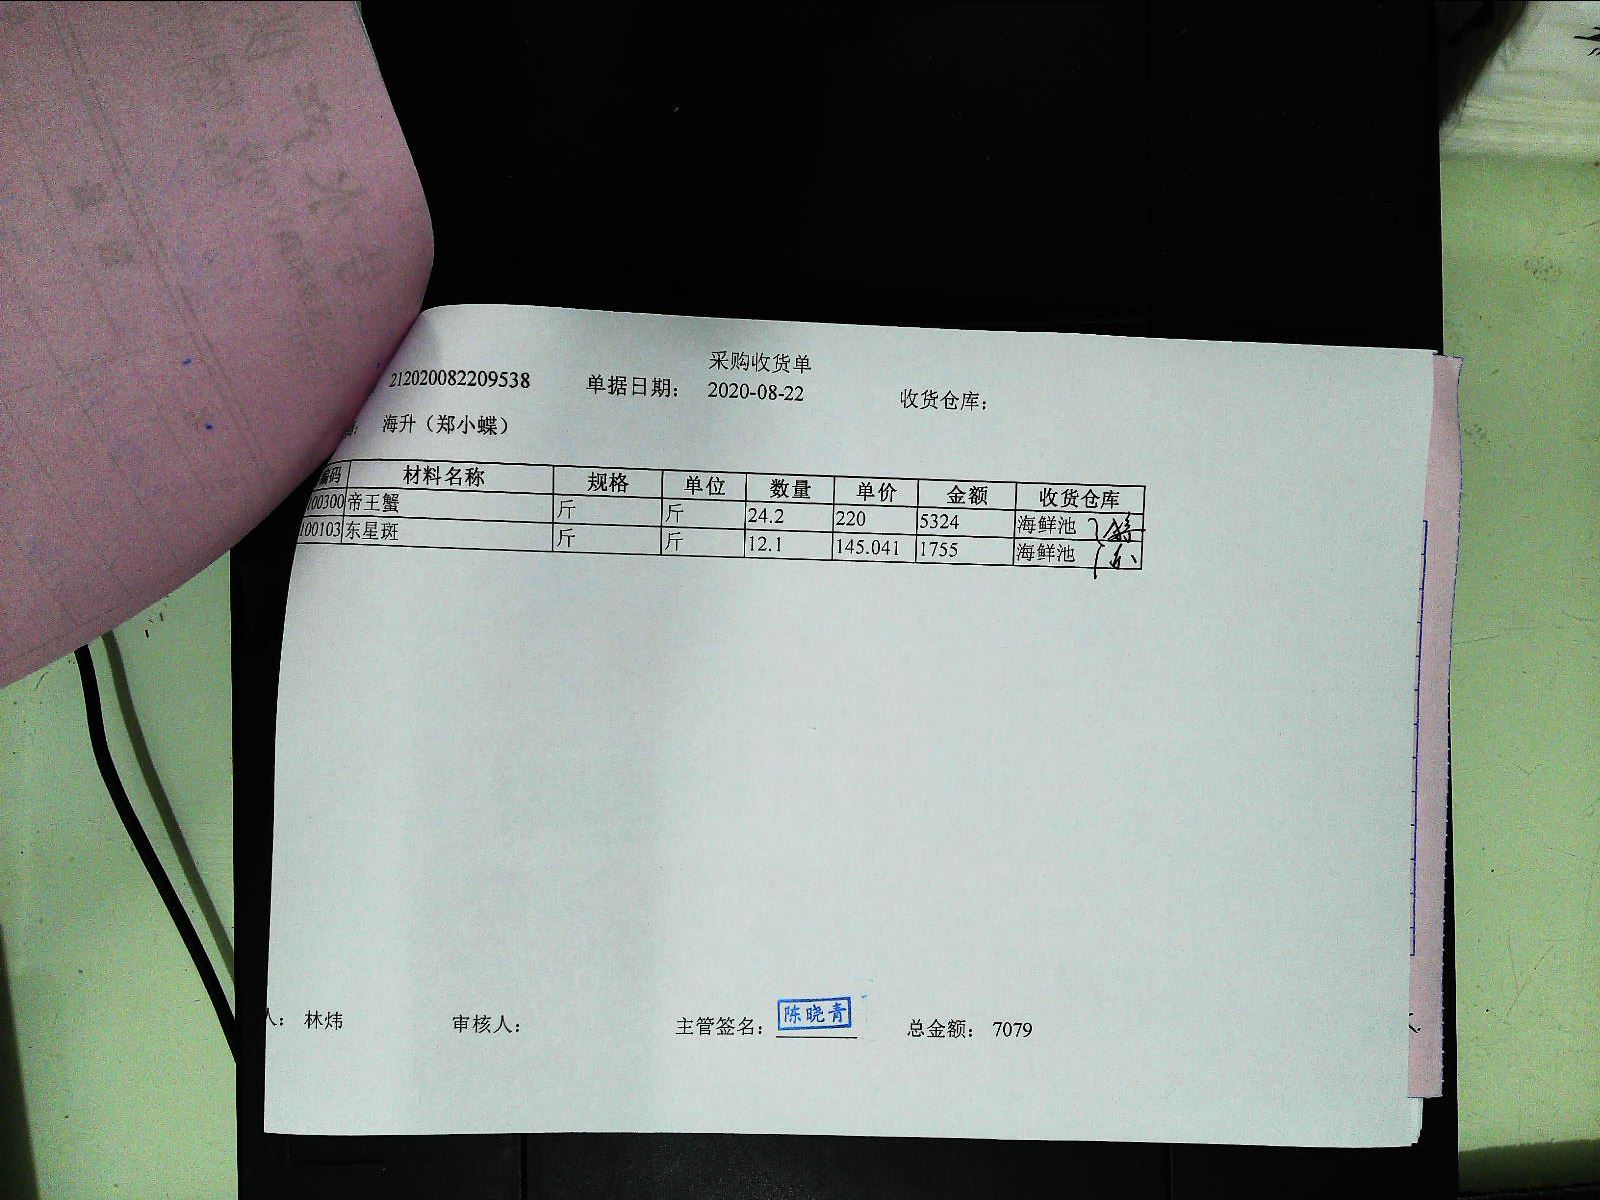 采购收货单
212020082209538 单据日期： 2020-08-22 收货仓库：
海升（郑小蝶）
编码 材料名称 规格 单位 数量 单价 金额 收货仓库
100300 帝王蟹 斤 斤 24.2 220 5324 海鲜池
100103 东星斑 斤 斤 12.1 145.041 1755 海鲜池
人： 林炜 审核人： 主管签名： 陈晓青 总金额： 7079